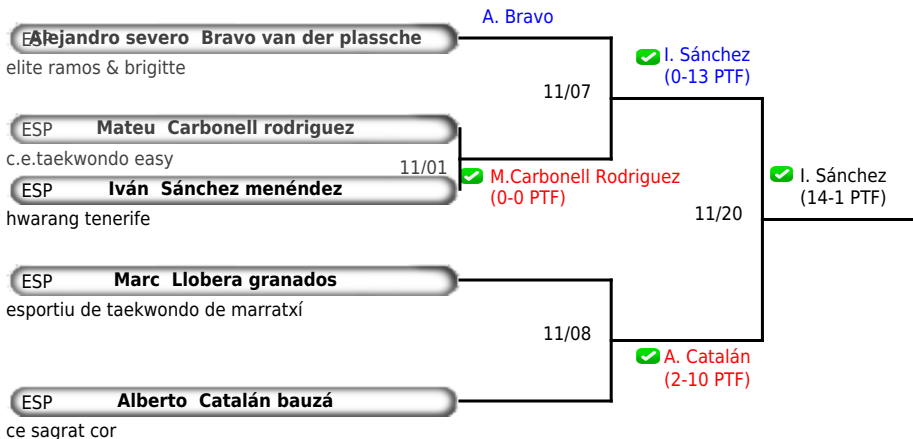 A. Bravo
ESP Alejandro severo  Bravo van der plassche
elite ramos & brigitte
I. Sánchez
(0-13 PTF)
11/07
ESP Mateu  Carbonell rodriguez
c.e.taekwondo easy
11/01
M.Carbonell Rodriguez
(0-0 PTF)
ESP Iván  Sánchez menéndez
hwarang tenerife
I. Sánchez
(14-1 PTF)
11/20
ESP Marc  Llobera granados
esportiu de taekwondo de marratxí
11/08
A. Catalán
(2-10 PTF)
ESP Alberto  Catalán bauzá
ce sagrat cor